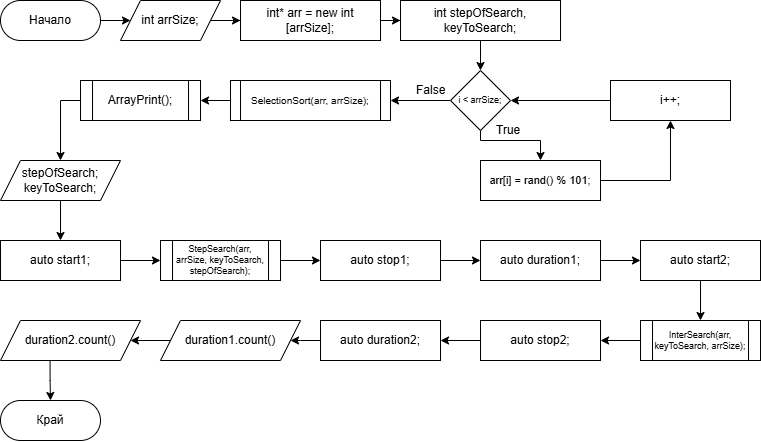 Начало
int arrSize;
int* arr = new int
[arrSize];
int stepOfSearch,
keyToSearch;
i < arrSize;
False
True
SelectionSort(arr, arrSize);
ArrayPrint();
i++;
arr[i] = rand() % 101;
stepOfSearch;
keyToSearch;
auto start1;
StepSearch(arr,
arrSize, keyToSearch,
stepOfSearch);
auto stop1;
auto duration1;
auto start2;
InterSearch(arr,
keyToSearch, arrSize);
auto stop2;
auto duration2;
duration1.count()
duration2.count()
Край